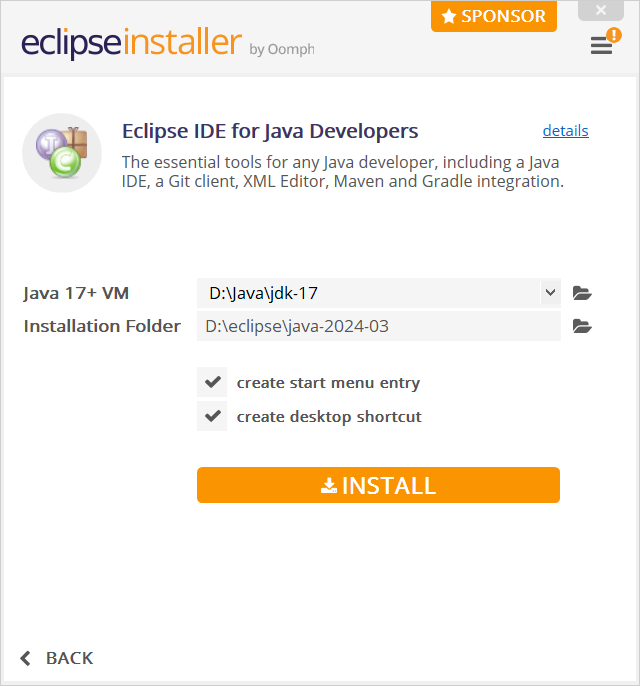 SPONSOR
eclipseinstaller by Oomph
Eclipse IDE for Java Developers
details
The essential tools for any Java developer, including a Java
IDE, a Git client, XML Editor, Maven and Gradle integration.
Java 17+ VM
D:\Java\jdk-17
Installation Folder
D:\eclipse\java-2024-03
create start menu entry
create desktop shortcut
INSTALL
BACK